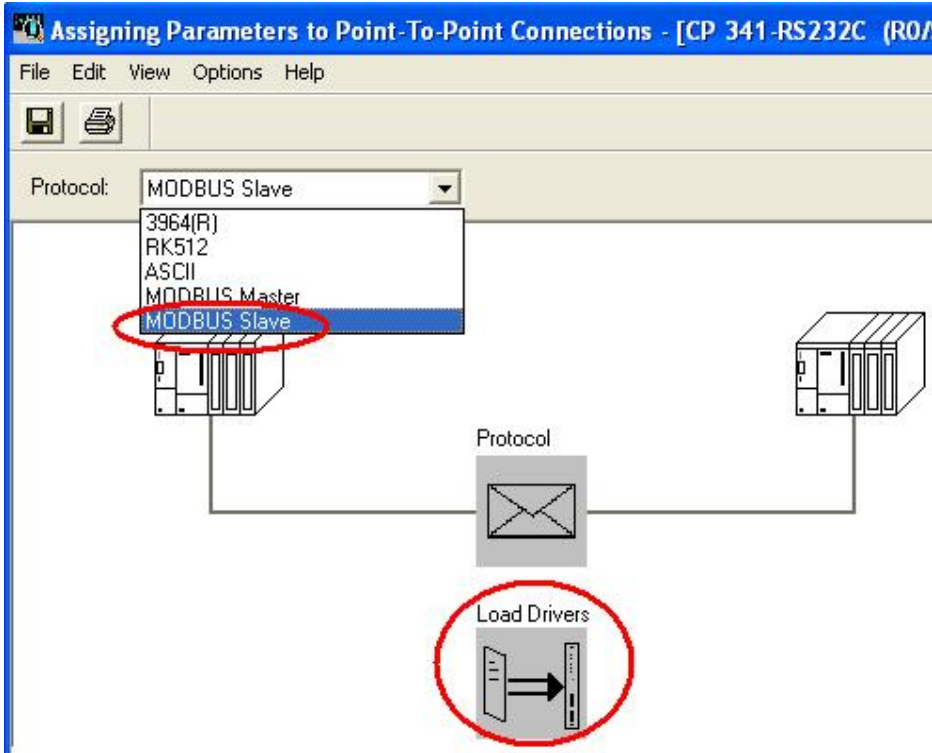 Assigning Parameters to Point-To-Point Connections - [CP 341-RS232C (R0/
File Edit View Options Help
Protocol: MODBUS Slave
3964(R)
RK512
ASCII
MODBUS Master
MODBUS Slave
Protocol
Load Drivers